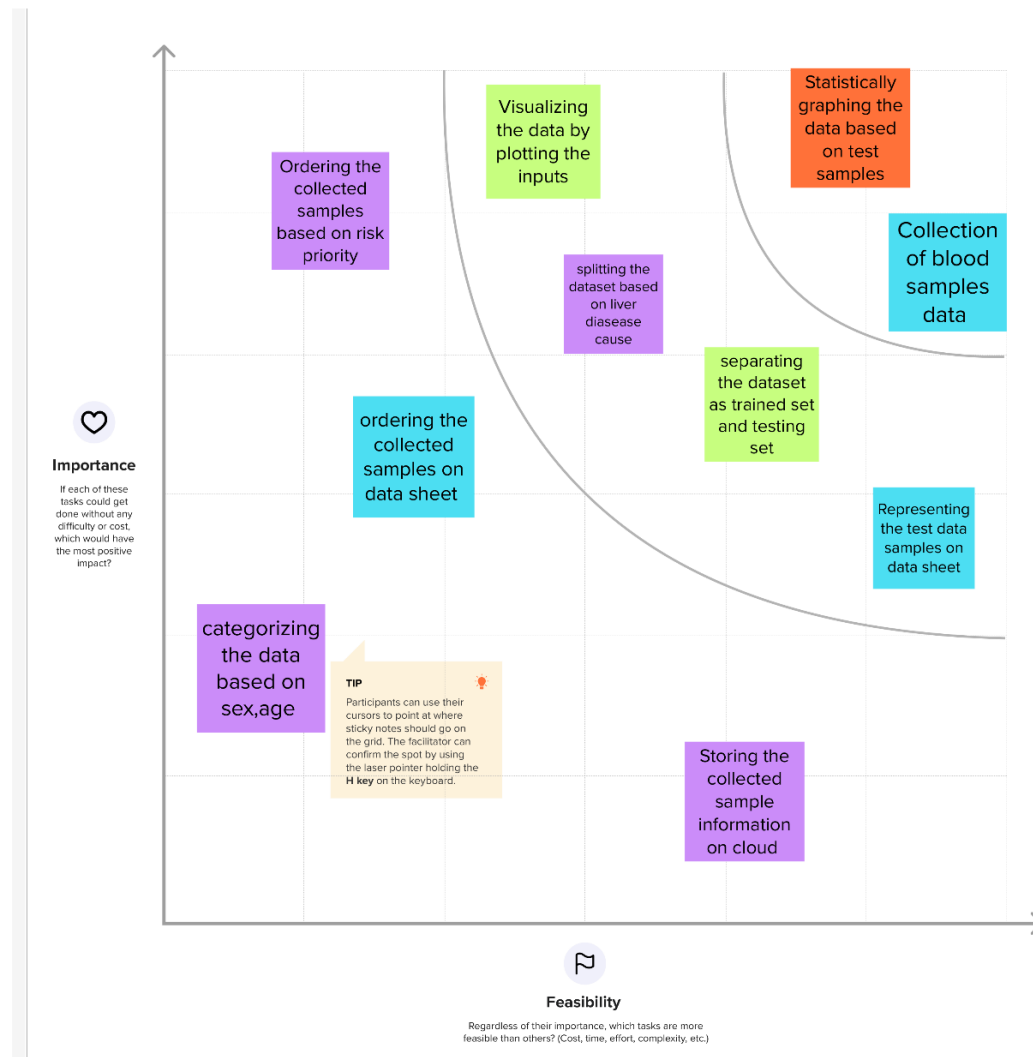 Statistically
graphing the
data based
on test
samples
Visualizing
the data by
plotting the
inputs
Ordering the
collected
samples
based on risk
priority
Collection
of blood
samples
data
splitting the
dataset based
on liver
diasease
cause
separating
the dataset
as trained set
and testing
set
ordering the
collected
samples on
data sheet
Importance
If each of these
tasks could get
done without any
difficulty or cost,
which would have
the most positive
impact?
Representing
the test data
samples on
data sheet
categorizing
the data
based on
sex,age
TIP
Participants can use their
cursors to point at where
sticky notes should go on
the grid. The facilitator can
confirm the spot by using
the laser pointer holding the
H key on the keyboard.
Storing the
collected
sample
information
on cloud
Feasibility
Regardless of their importance, which tasks are more
feasible than others? (Cost, time, effort, complexity, etc.)